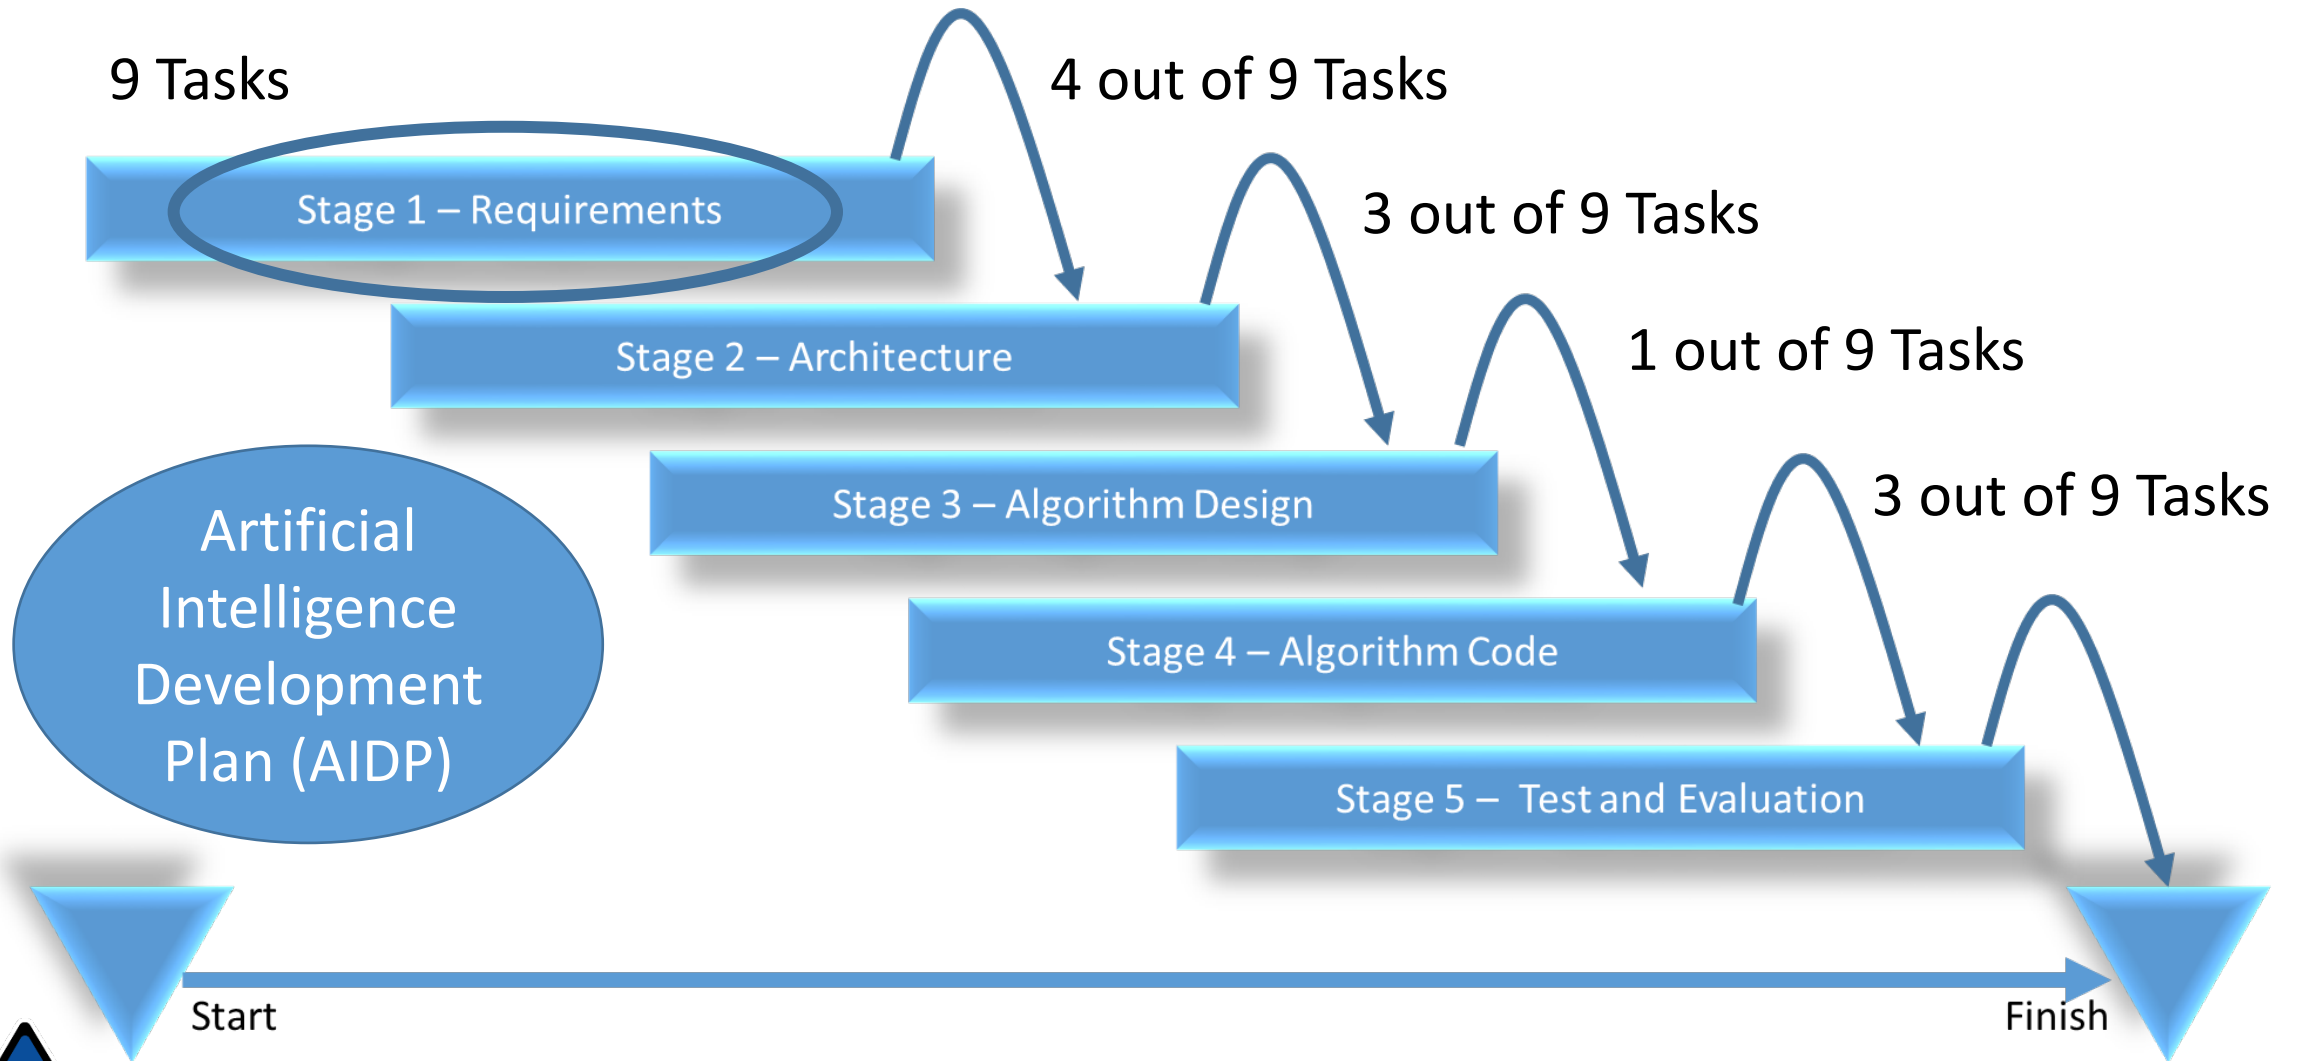 9 Tasks
4 out of 9 Tasks
Stage 1 – Requirements
3 out of 9 Tasks
Stage 2 – Architecture
1 out of 9 Tasks
Stage 3 – Algorithm Design
3 out of 9 Tasks
Artificial
Intelligence
Development
Plan (AIDP)
Stage 4 – Algorithm Code
Stage 5 – Test and Evaluation
Start
Finish